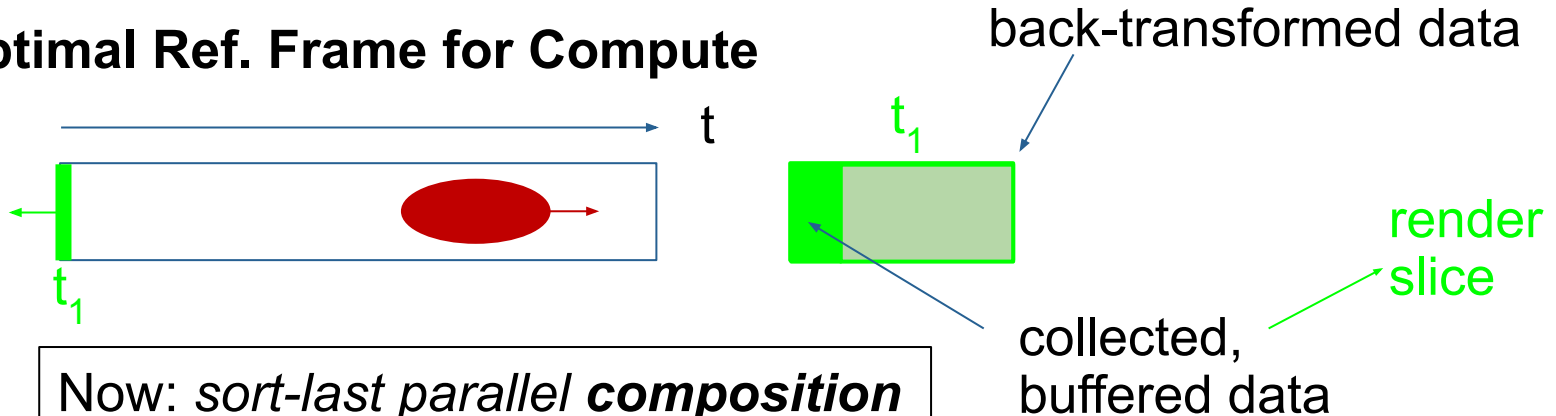 back-transformed data
ptimal Ref. Frame for Compute
t
t1
t1
render
slice
collected,
buffered data
Now: sort-last parallel composition